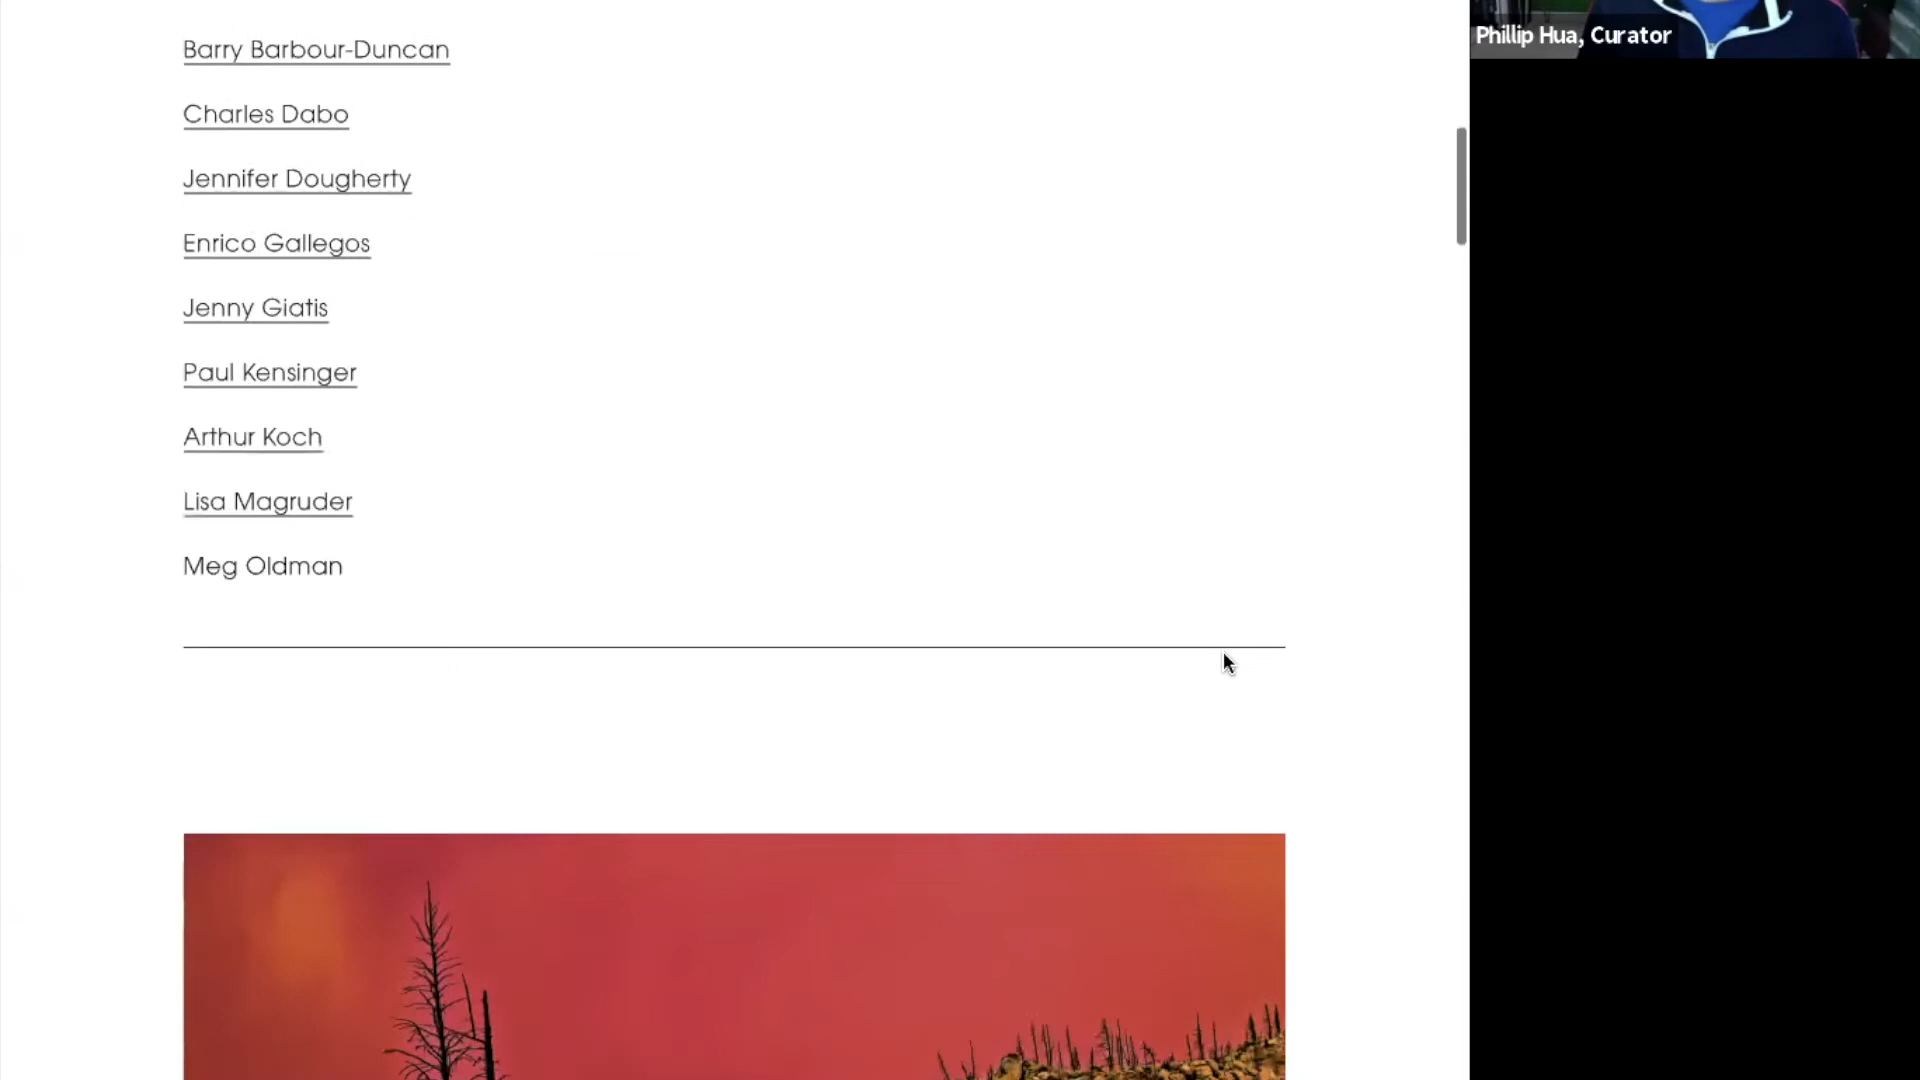 Barry Barbour-Duncan
Charles Dabo
Jennifer Dougherty
Enrico Gallegos
Jenny Giatis
Paul Kensinger
Arthur Koch
Lisa Magruder
Meg Oldman
Phillip Hua, Curator